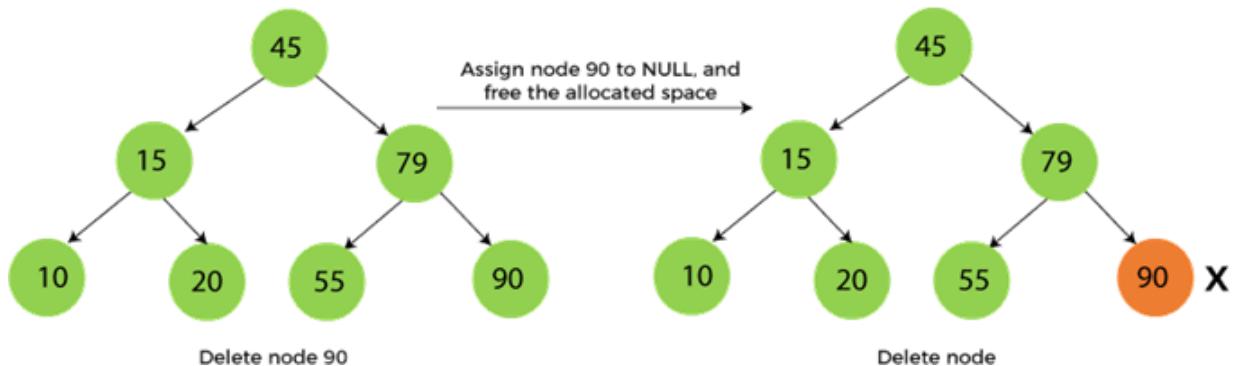 45
15
79
10
20
55
90
Delete node 90
Assign node 90 to NULL, and
free the allocated space
45
15
79
10
20
55
90
X
Delete node